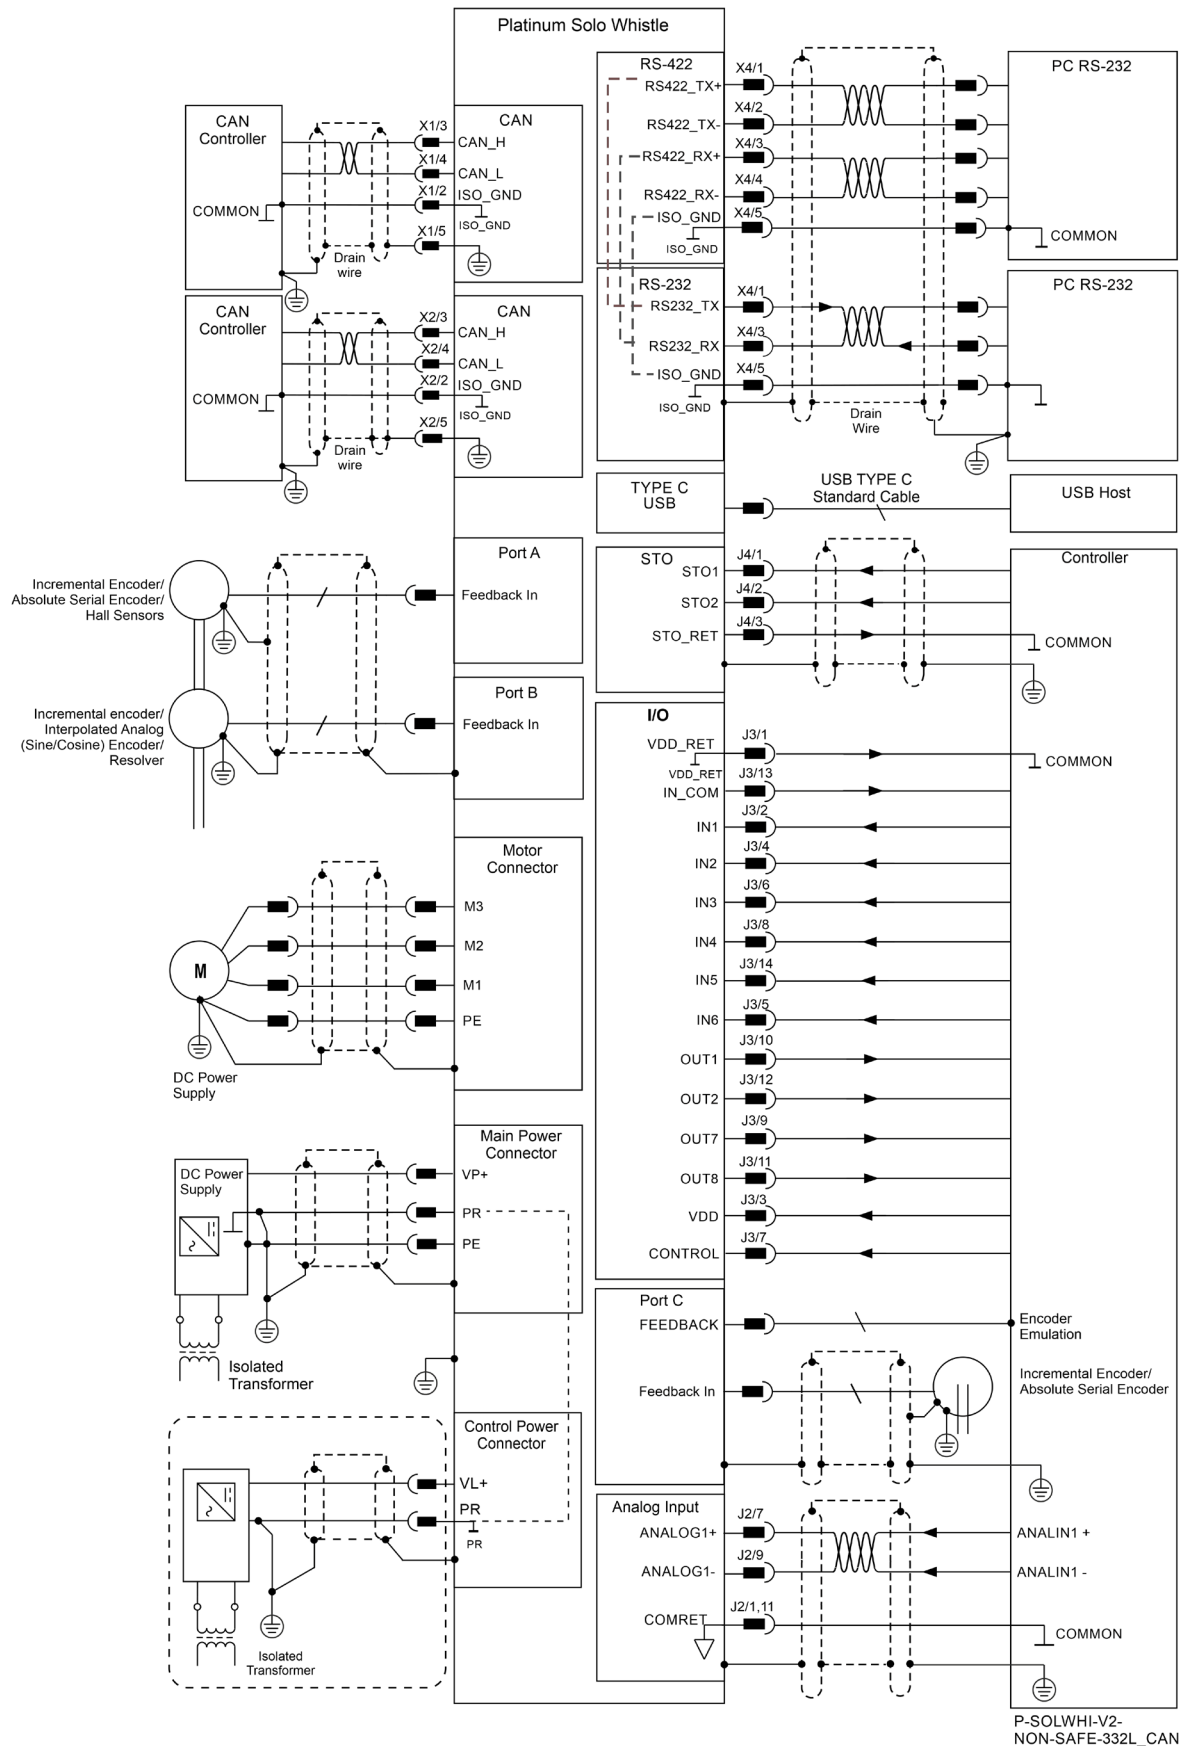 Platinum Solo Whistle
CAN
Controller
COMMON
Drain
wire
X1/3
X1/4
X1/2
X1/5
CAN
CAN_H
CAN_L
ISO_GND
ISO_GND
CAN
Controller
COMMON
Drain
wire
X2/3
X2/4
X2/2
X2/5
CAN
CAN_H
CAN_L
ISO_GND
ISO_GND
Incremental Encoder/
Absolute Serial Encoder/
Hall Sensors
Port A
Feedback In
Incremental encoder/
Interpolated Analog
(Sine/Cosine) Encoder/
Resolver
Port B
Feedback In
Motor
Connector
M3
M2
M1
PE
M
DC Power
Supply
Main Power
Connector
VP+
PR
PE
DC Power
Supply
Isolated
Transformer
Control Power
Connector
VL+
PR
PR
Isolated
Transformer
RS-422
RS422_TX+
RS422_TX-
RS422_RX+
RS422_RX-
ISO_GND
ISO_GND
X4/1
X4/2
X4/3
X4/4
X4/5
PC RS-232
COMMON
RS-232
RS232_TX
RS232_RX
ISO_GND
ISO_GND
X4/1
X4/3
X4/5
Drain
Wire
PC RS-232
TYPE C
USB
USB TYPE C
Standard Cable
USB Host
STO
STO1
STO2
STO_RET
J4/1
J4/2
J4/3
Controller
COMMON
I/O
VDD_RET
VDD_RET
IN_COM
IN1
IN2
IN3
IN4
IN5
IN6
OUT1
OUT2
OUT7
OUT8
VDD
CONTROL
J3/1
J3/13
J3/2
J3/4
J3/6
J3/8
J3/14
J3/5
J3/10
J3/12
J3/9
J3/11
J3/3
J3/7
COMMON
Port C
FEEDBACK
Feedback In
Encoder
Emulation
Incremental Encoder/
Absolute Serial Encoder
Analog Input
ANALOG1+
ANALOG1-
COMRET
J2/7
J2/9
J2/1,11
ANALIN1 +
ANALIN1 -
COMMON
P-SOLWHI-V2-
NON-SAFE-332L_CAN